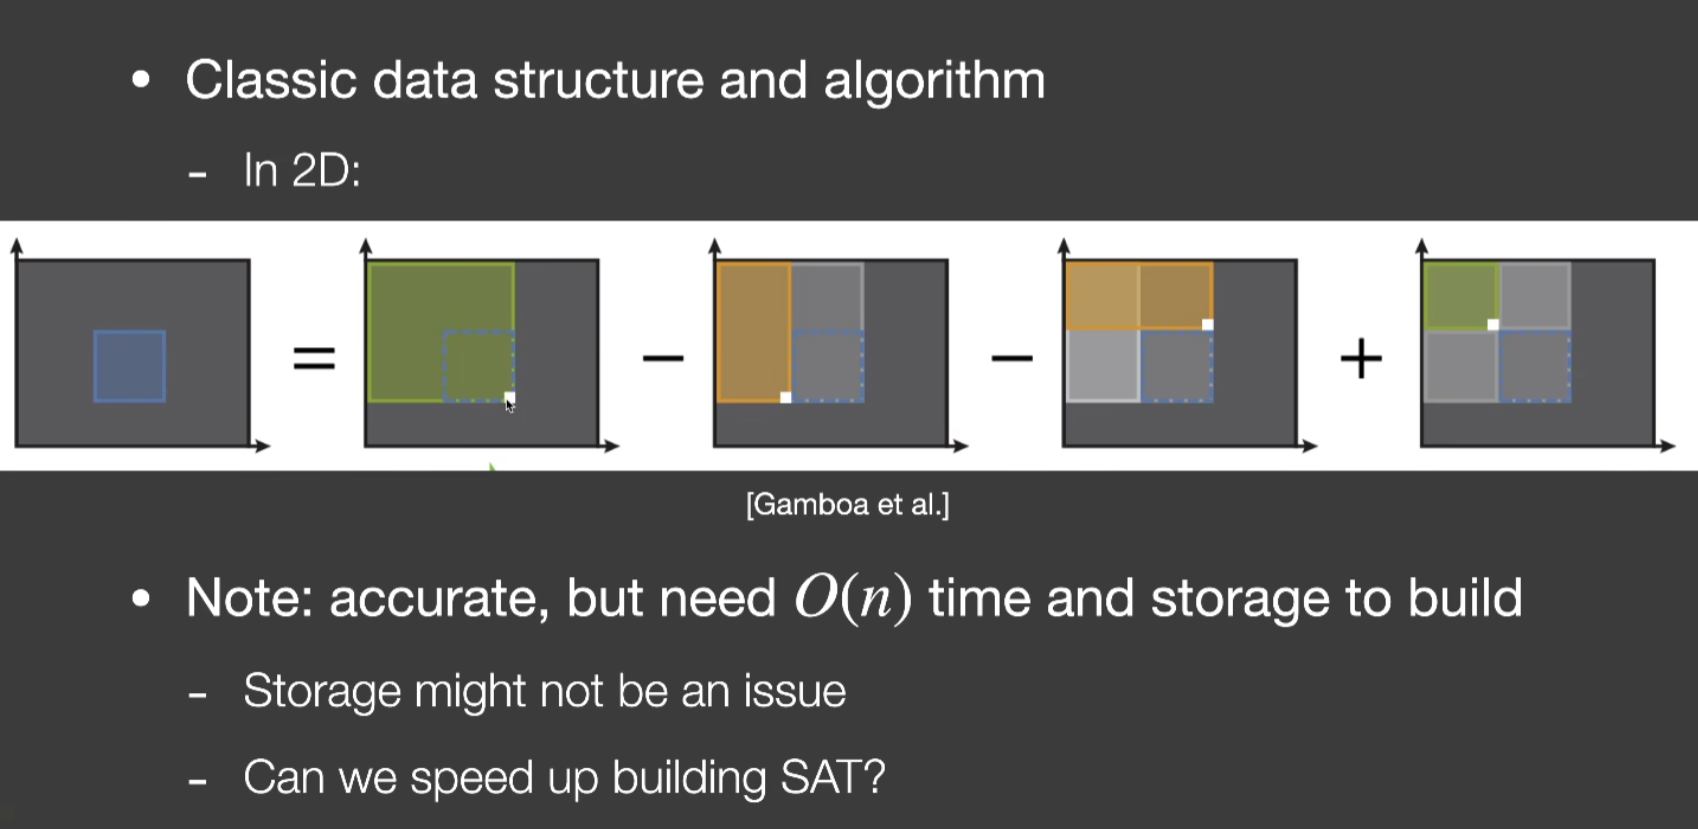 • Classic data structure and algorithm
- In 2D:
= − − +
[Gamboa et al.]
• Note: accurate, but need O(n) time and storage to build
- Storage might not be an issue
- Can we speed up building SAT?